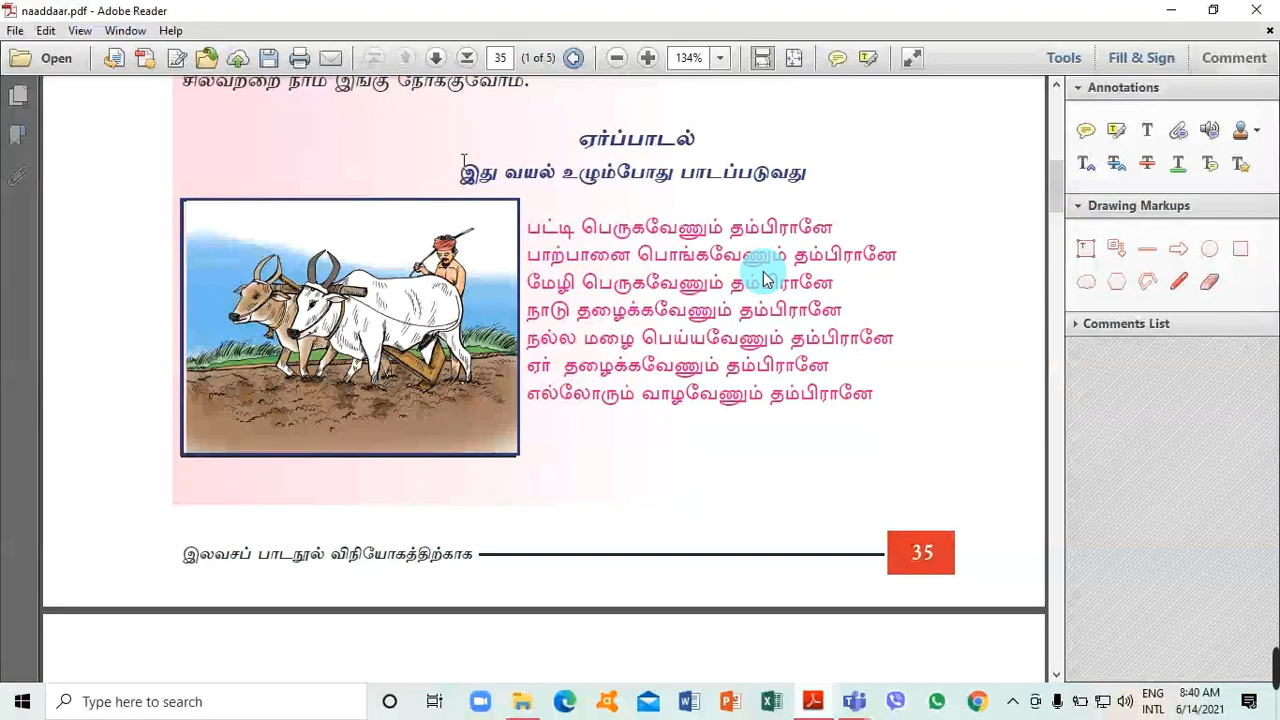 naaddaar.pdf - Adobe Reader
File Edit View Window Help
Open 35 (1 of 5) 134% Tools Fill & Sign Comment
சிலவற்றை நாம் இங்கு நோக்குவோம்.
ஏர்ப்பாடல்
இது வயல் உழும்போது பாடப்படுவது
பட்டி பெருகவேணும் தம்பிரானே
பாற்பானை பொங்கவேணும் தம்பிரானே
மேழி பெருகவேணும் தம்பிரானே
நாடு தழைக்கவேணும் தம்பிரானே
நல்ல மழை பெய்யவேணும் தம்பிரானே
ஏர் தழைக்கவேணும் தம்பிரானே
எல்லோரும் வாழவேணும் தம்பிரானே
இலவசப் பாடநூல் விநியோகத்திற்காக
35
Annotations
Drawing Markups
Comments List
Type here to search
ENG
INTL
8:40 AM
6/14/2021